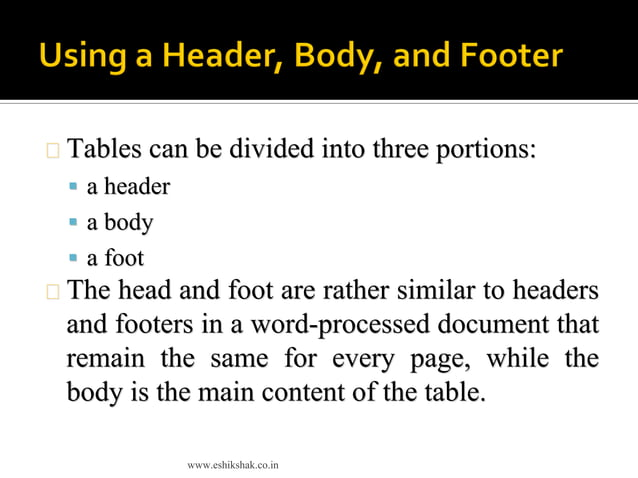 Using a Header, Body, and Footer
Tables can be divided into three portions:
a header
a body
a foot
The head and foot are rather similar to headers
and footers in a word-processed document that
remain the same for every page, while the
body is the main content of the table.
www.eshikshak.co.in